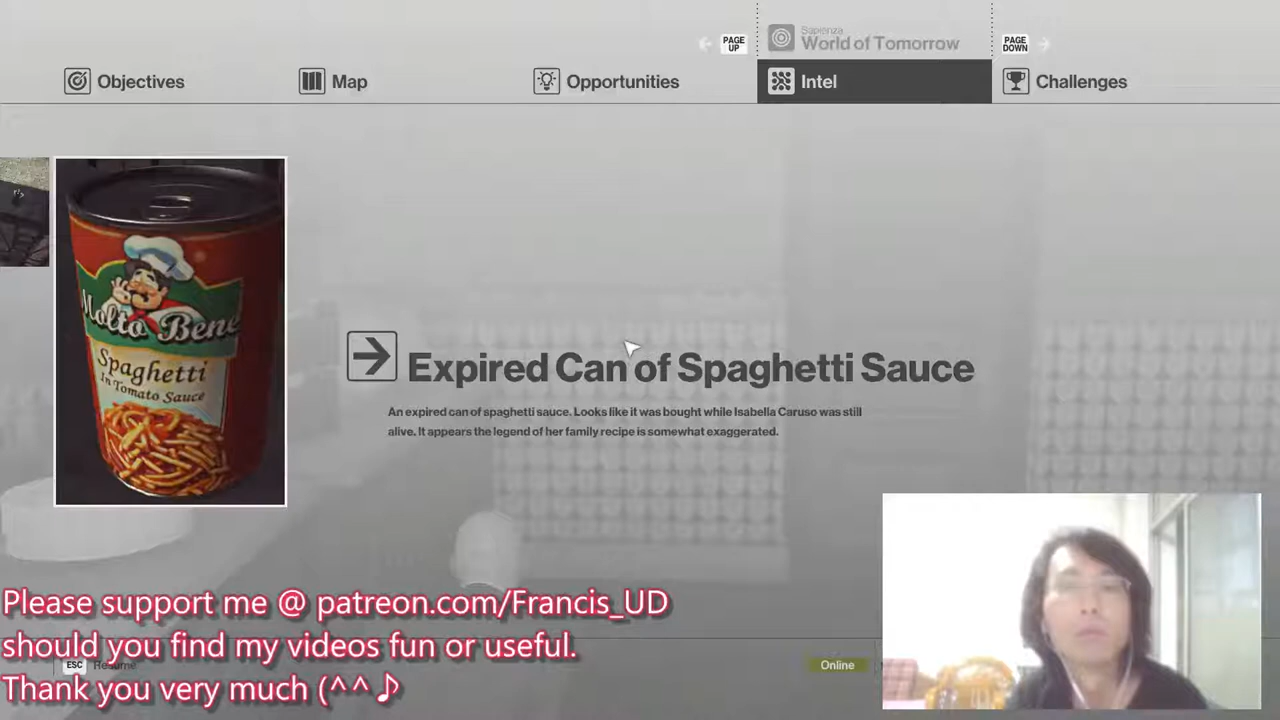 PAGE UP
Sapienza
World of Tomorrow
PAGE DOWN
Objectives
Map
Opportunities
Intel
Challenges
Molto Bene
Spaghetti
In Tomato Sauce
Expired Can of Spaghetti Sauce
An expired can of spaghetti sauce. Looks like it was bought while Isabella Caruso was still
alive. It appears the legend of her family recipe is somewhat exaggerated.
Please support me @ patreon.com/Francis_UD
should you find my videos fun or useful.
ESC Resume
Online
Thank you very much (^^♪